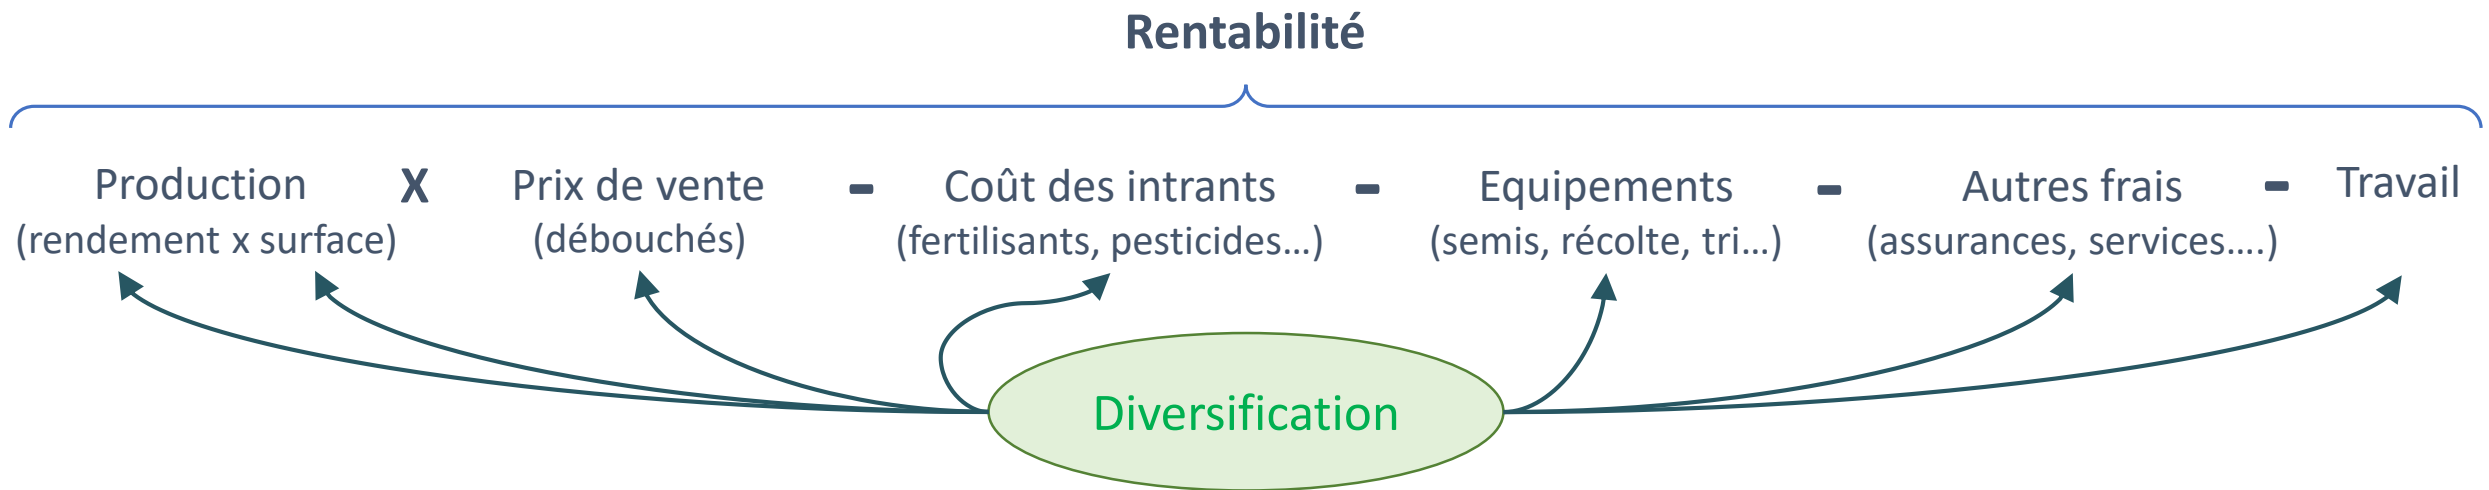 Rentabilité
Production X Prix de vente - Coût des intrants - Equipements - Autres frais - Travail
(rendement x surface) (débouchés) (fertilisants, pesticides...) (semis, récolte, tri...) (assurances, services....)
Diversification